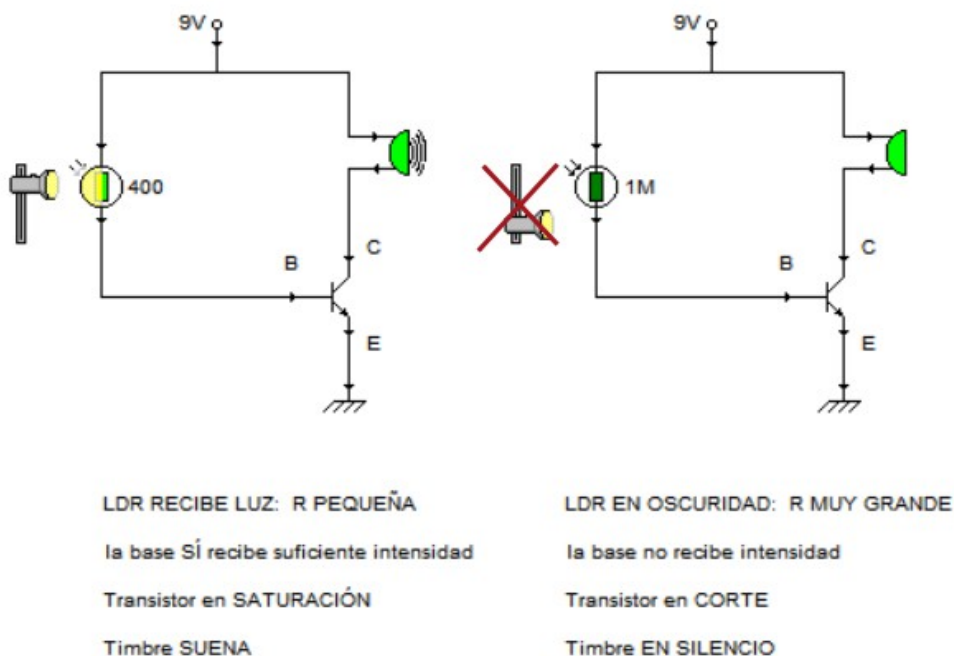 9V
400
B
C
E
9V
1M
B
C
E
LDR RECIBE LUZ: R PEQUEÑA
la base SÍ recibe suficiente intensidad
Transistor en SATURACIÓN
Timbre SUENA
LDR EN OSCURIDAD: R MUY GRANDE
la base no recibe intensidad
Transistor en CORTE
Timbre EN SILENCIO